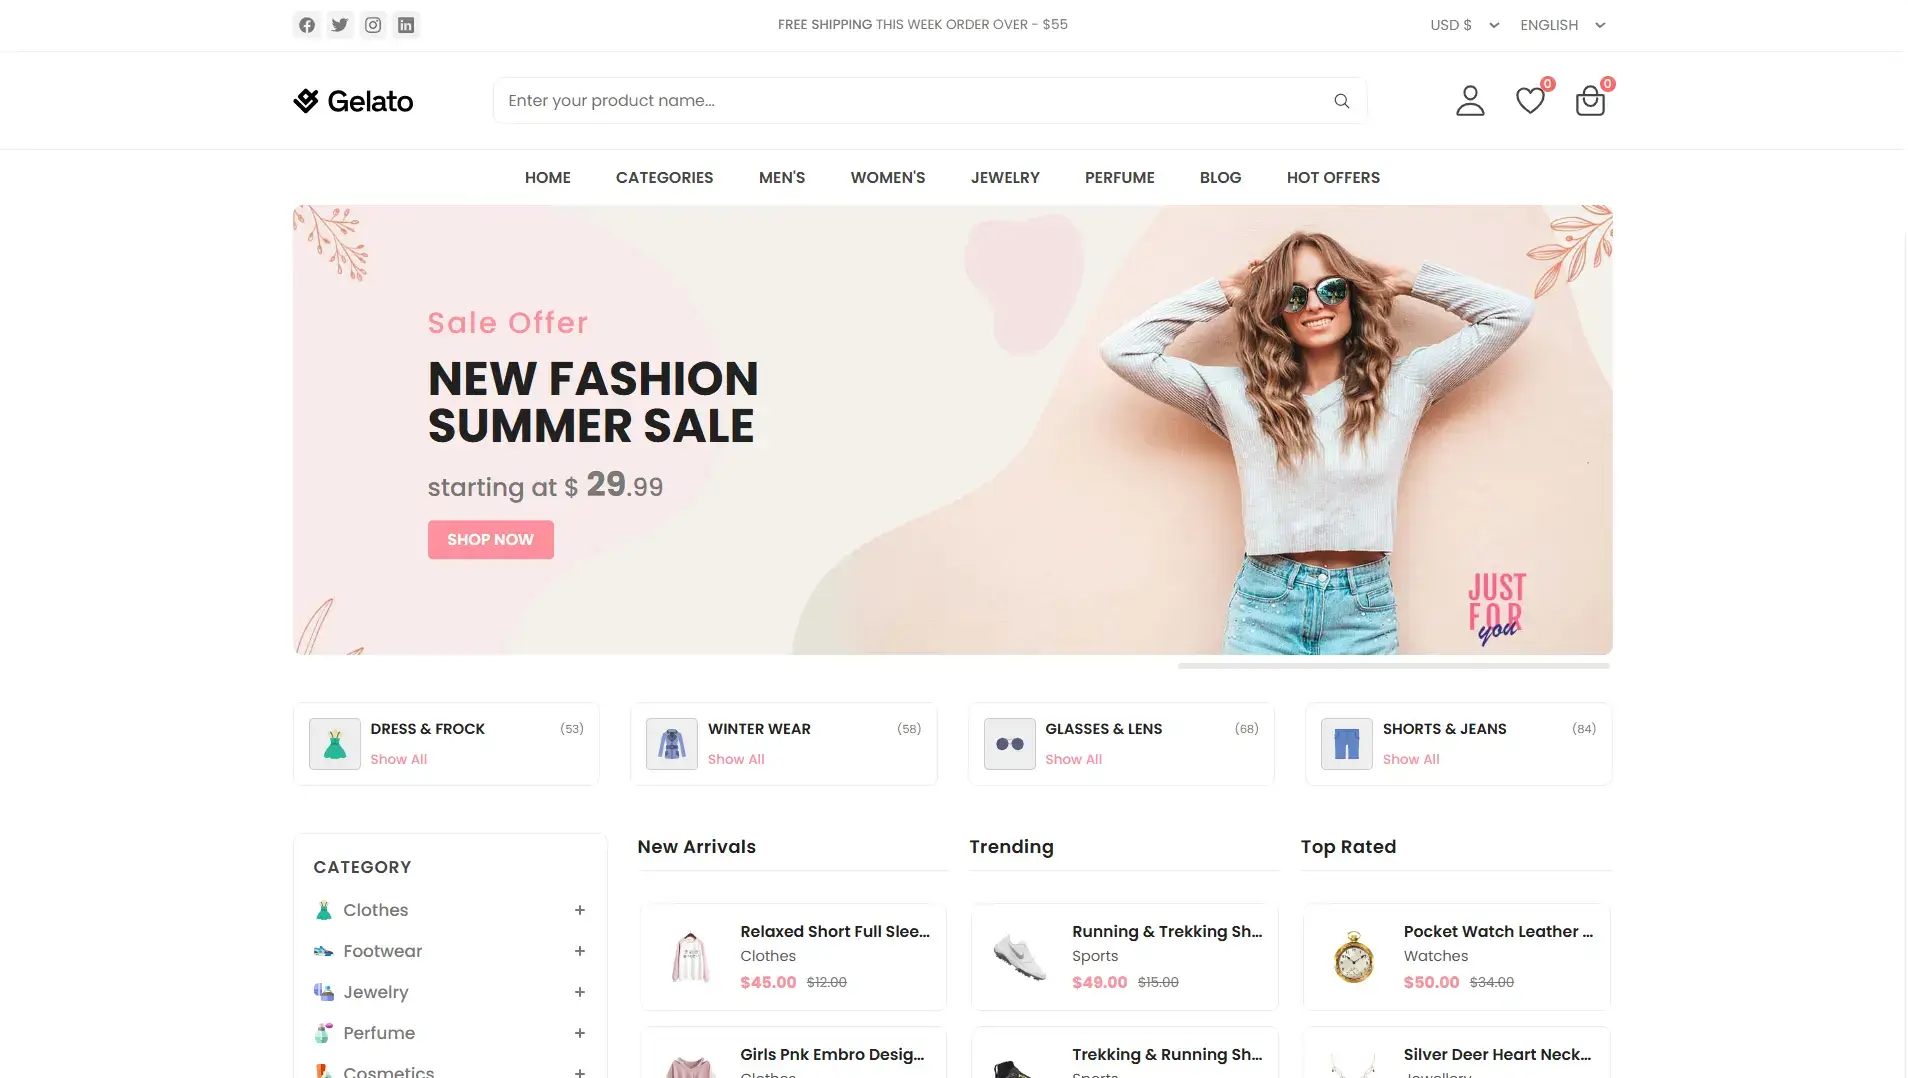 FREE SHIPPING THIS WEEK ORDER OVER - $55
USD $
ENGLISH
Gelato
Enter your product name...
0
0
HOME
CATEGORIES
MEN'S
WOMEN'S
JEWELRY
PERFUME
BLOG
HOT OFFERS
Sale Offer
NEW FASHION
SUMMER SALE
starting at $ 29.99
SHOP NOW
JUST
FOR
you
DRESS & FROCK
(53)
Show All
WINTER WEAR
(58)
Show All
GLASSES & LENS
(68)
Show All
SHORTS & JEANS
(84)
Show All
CATEGORY
Clothes +
Footwear +
Jewelry +
Perfume +
Cosmetics +
New Arrivals
Relaxed Short Full Slee...
Clothes
$45.00 $12.00
Girls Pnk Embro Desig...
Clothes
Trending
Running & Trekking Sh...
Sports
$49.00 $15.00
Trekking & Running Sh...
Sports
Top Rated
Pocket Watch Leather ...
Watches
$50.00 $34.00
Silver Deer Heart Neck...
Jewellery